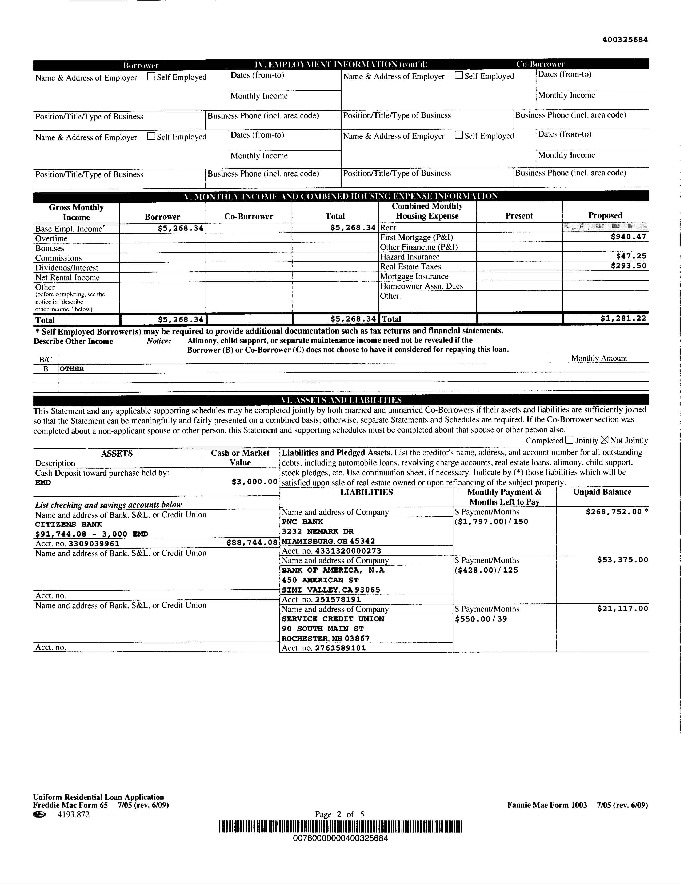 400325684
Borrower IV. EMPLOYMENT INFORMATION (cont'd) Co-Borrower
Name & Address of Employer Self Employed Dates (from-to) Name & Address of Employer Self Employed Dates (from-to)
Monthly Income Monthly Income
Position/Title/Type of Business Business Phone (incl. area code) Position/Title/Type of Business Business Phone (incl. area code)
Name & Address of Employer Self Employed Dates (from-to) Name & Address of Employer Self Employed Dates (from-to)
Monthly Income Monthly Income
Position/Title/Type of Business Business Phone (incl. area code) Position/Title/Type of Business Business Phone (incl. area code)
V. MONTHLY INCOME AND COMBINED HOUSING EXPENSE INFORMATION
Gross Monthly Income Borrower Co-Borrower Total Combined Monthly Housing Expense Present Proposed
Base Empl. Income* $5,268.34 $5,268.34 Rent
Overtime First Mortgage (P&I) $940.47
Bonuses Other Financing (P&I)
Commissions Hazard Insurance $47.25
Dividends/Interest Real Estate Taxes $293.50
Net Rental Income Mortgage Insurance
Other Homeowner Assn. Dues
(before completing, see the notice in "describe other income," below) Other:
Total $5,268.34 $5,268.34 Total $1,281.22
* Self Employed Borrower(s) may be required to provide additional documentation such as tax returns and financial statements.
Describe Other Income Notice: Alimony, child support, or separate maintenance income need not be revealed if the
Borrower (B) or Co-Borrower (C) does not choose to have it considered for repaying this loan.
B/C Monthly Amount
B OTHER
VI. ASSETS AND LIABILITIES
This Statement and any applicable supporting schedules may be completed jointly by both married and unmarried Co-Borrowers if their assets and liabilities are sufficiently joined
so that the Statement can be meaningfully and fairly presented on a combined basis; otherwise, separate Statements and Schedules are required. If the Co-Borrower section was
completed about a non-applicant spouse or other person, this Statement and supporting schedules must be completed about that spouse or other person also.
Completed Jointly Not Jointly
ASSETS Cash or Market Value Liabilities and Pledged Assets. List the creditor's name, address, and account number for all outstanding
Description debts, including automobile loans, revolving charge accounts, real estate loans, alimony, child support,
Cash Deposit toward purchase held by: stock pledges, etc. Use continuation sheet, if necessary. Indicate by (*) those liabilities which will be
EMD $3,000.00 satisfied upon sale of real estate owned or upon refinancing of the subject property.
LIABILITIES Monthly Payment & Months Left to Pay Unpaid Balance
List checking and savings accounts below
Name and address of Bank, S&L, or Credit Union Name and address of Company $ Payment/Months $268,752.00 *
CITIZENS BANK PNC BANK ($1,797.00)/150
$91,744.08 - 3,000 EMD 3232 NEMARK DR
Acct. no. 3309039961 $88,744.08 MIAMISBURG, OH 45342
Name and address of Bank, S&L, or Credit Union Acct. no. 4331320000273
Name and address of Company $ Payment/Months $53,375.00
BANK OF AMERICA, N.A ($428.00)/125
450 AMERICAN ST
Acct. no. SIMI VALLEY, CA 93065
Name and address of Bank, S&L, or Credit Union Acct. no. 251578191
Name and address of Company $ Payment/Months $21,117.00
SERVICE CREDIT UNION $550.00/39
90 SOUTH MAIN ST
ROCHESTER, NH 03867
Acct. no. Acct. no. 2761589101
Uniform Residential Loan Application
Freddie Mac Form 65 7/05 (rev. 6/09) Fannie Mae Form 1003 7/05 (rev. 6/09)
4193.872 Page 2 of 5